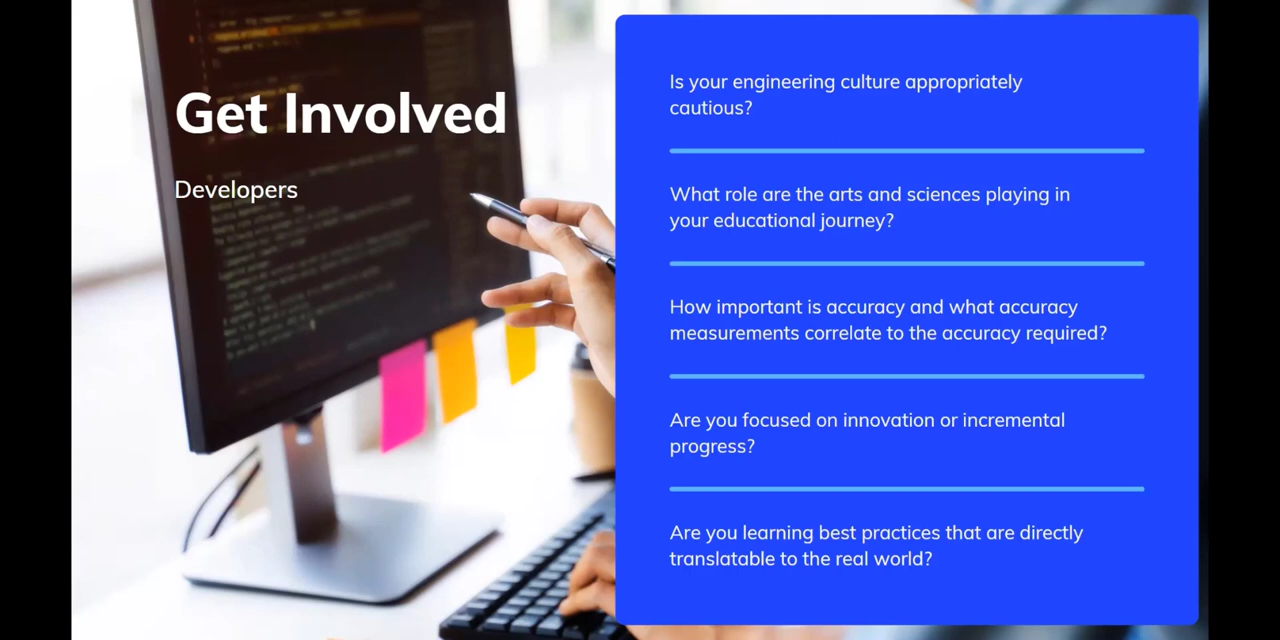 Get Involved
Developers
Is your engineering culture appropriately
cautious?
What role are the arts and sciences playing in
your educational journey?
How important is accuracy and what accuracy
measurements correlate to the accuracy required?
Are you focused on innovation or incremental
progress?
Are you learning best practices that are directly
translatable to the real world?